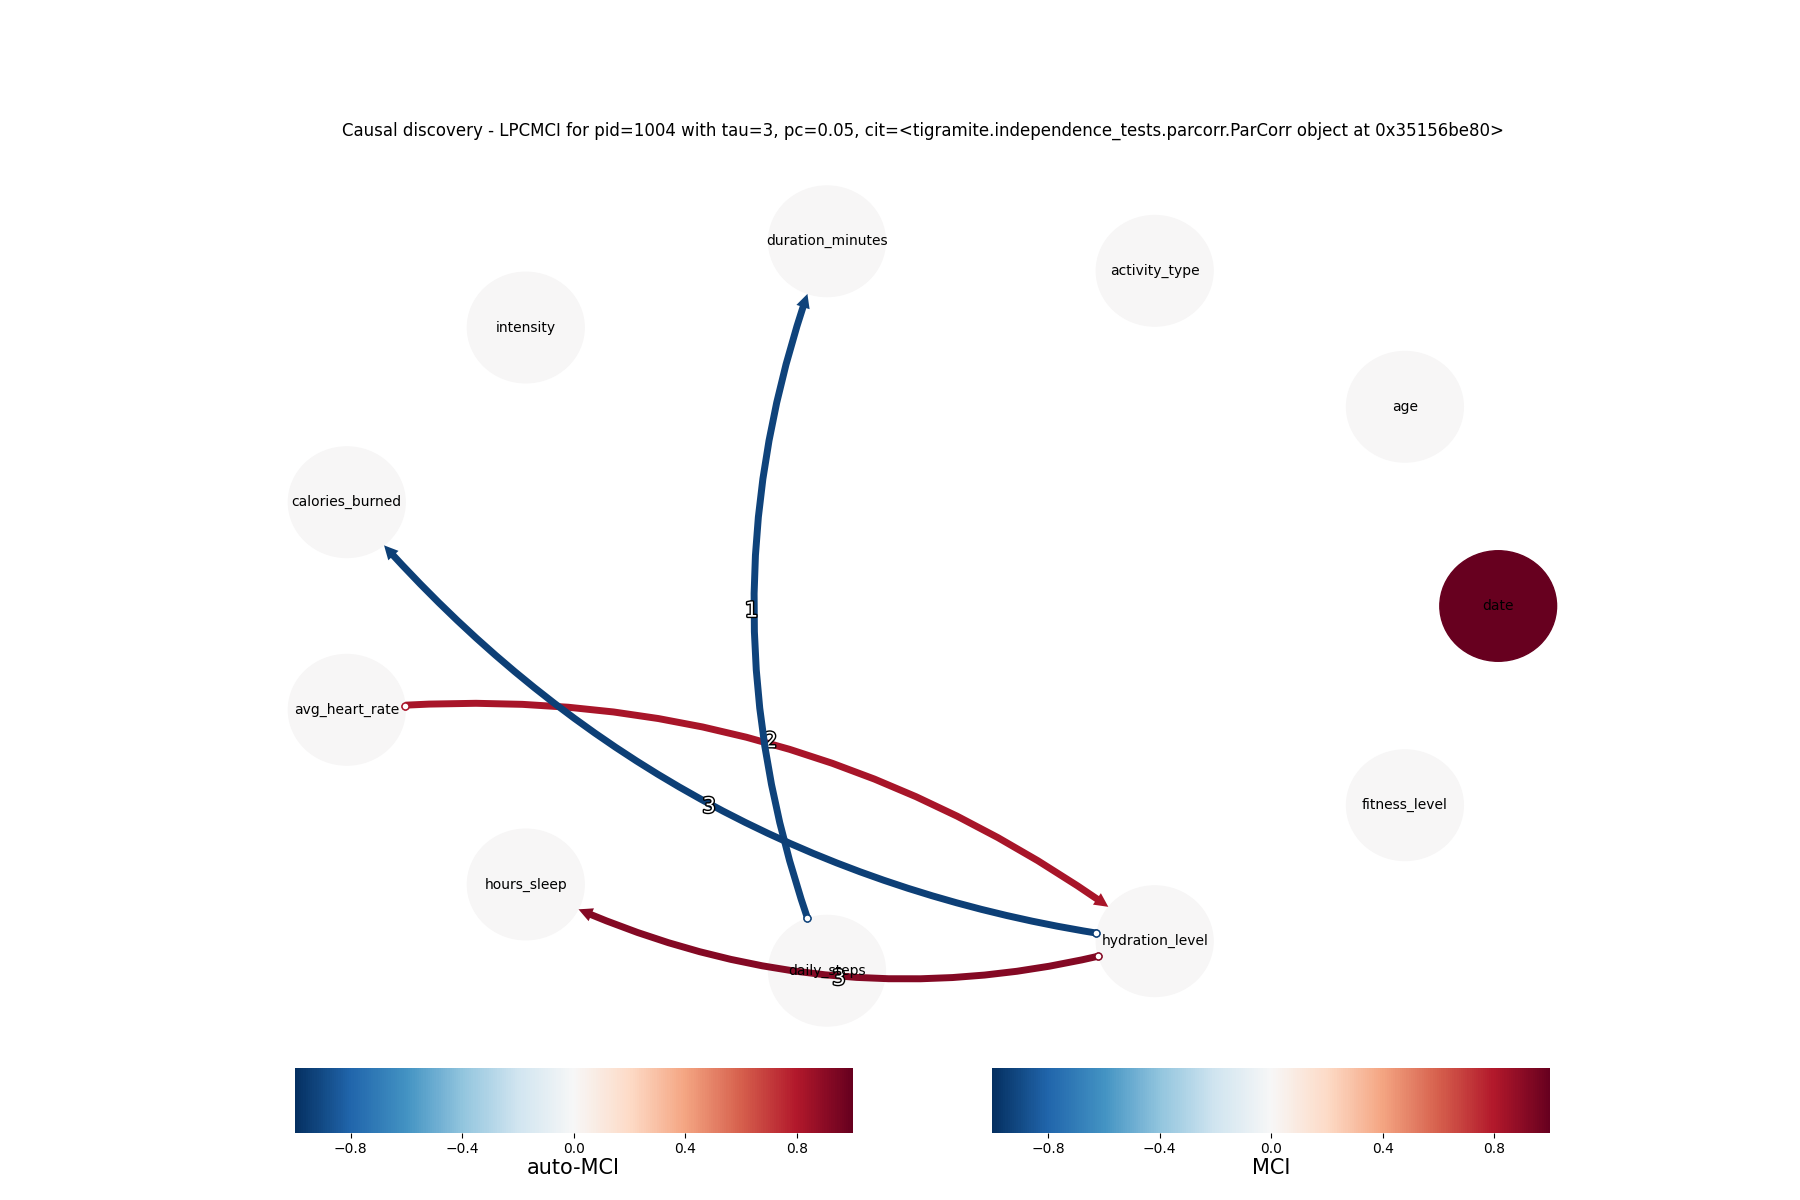 Causal discovery - LPCMCI for pid=1004 with tau=3, pc=0.05, cit=<tigramite.independence_tests.parcorr.ParCorr object at 0x35156be80>
duration_minutes
activity_type
intensity
age
calories_burned
date
1
avg_heart_rate
2
3
fitness_level
hours_sleep
hydration_level
daily_steps
3
−0.8 −0.4 0.0 0.4 0.8
auto-MCI
−0.8 −0.4 0.0 0.4 0.8
MCI